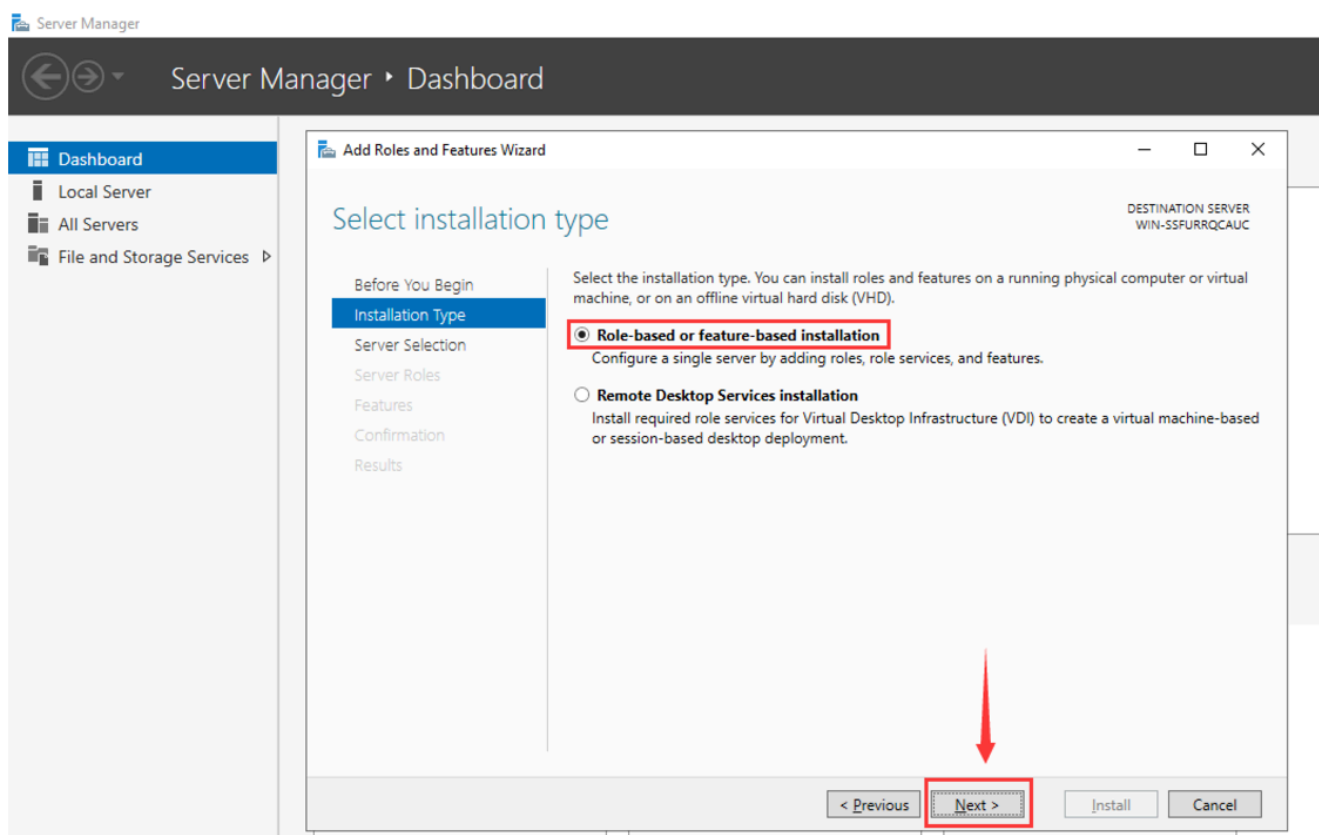 Server Manager
Server Manager ‣ Dashboard
Dashboard
Local Server
All Servers
File and Storage Services
Add Roles and Features Wizard
Select installation type
DESTINATION SERVER
WIN-SSFURRQCAUC
Before You Begin
Installation Type
Server Selection
Server Roles
Features
Confirmation
Results
Select the installation type. You can install roles and features on a running physical computer or virtual
machine, or on an offline virtual hard disk (VHD).
Role-based or feature-based installation
Configure a single server by adding roles, role services, and features.
Remote Desktop Services installation
Install required role services for Virtual Desktop Infrastructure (VDI) to create a virtual machine-based
or session-based desktop deployment.
< Previous
Next >
Install
Cancel